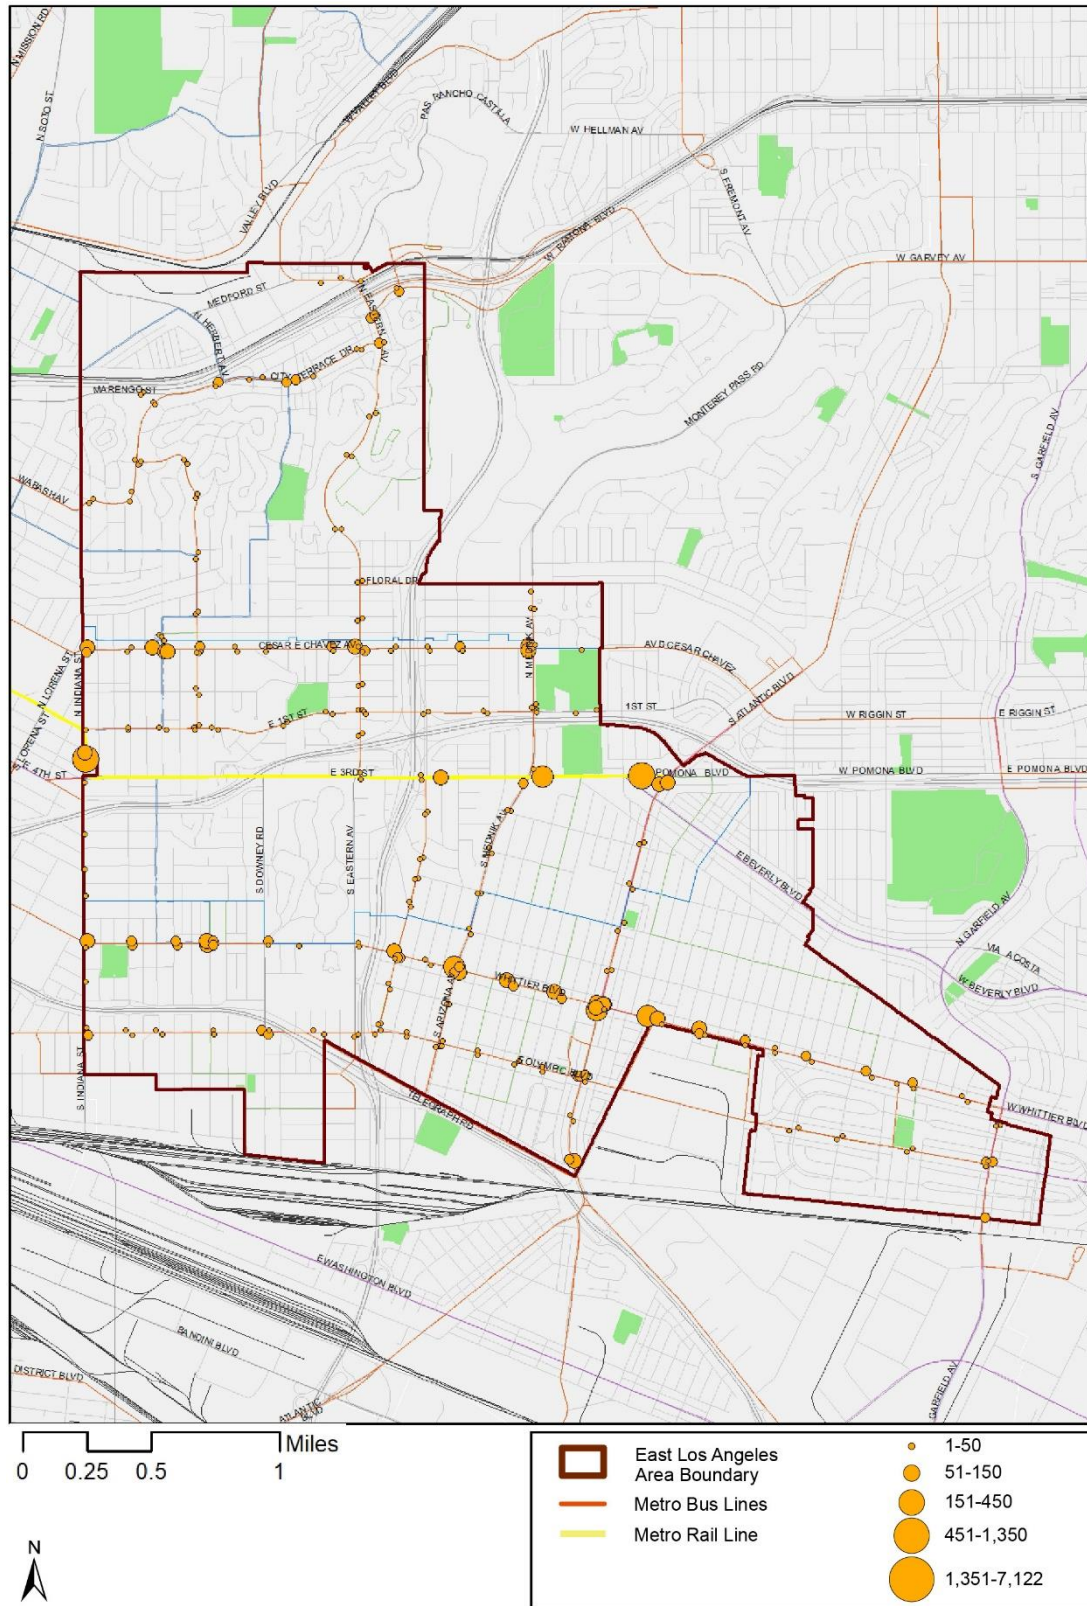 N MISSION RD
N SOTO ST
VALLEY BLVD
W VALLEY BLVD
PAS RANCHO CASTILLA
W HELLMAN AV
S FREMONT AV
W RAMONA BLVD
W GARVEY AV
MEDFORD ST
N HERBERT AV
N EASTERN AV
CITY TERRACE DR
MARENGO ST
MONTEREY PASS RD
S GARFIELD AV
WABASH AV
FLORAL DR
CESAR E CHAVEZ AV
N MEDNIK AV
AV D CESAR CHAVEZ
N LORENA ST
N INDIANA ST
S LORENA ST
E 1ST ST
1ST ST
S ATLANTIC BLVD
W RIGGIN ST
E RIGGIN ST
E 4TH ST
E 3RD ST
POMONA BLVD
W POMONA BLVD
E POMONA BLVD
S DOWNEY RD
S EASTERN AV
S MEDNIK AV
E BEVERLY BLVD
N GARFIELD AV
VIA ACOSTA
W BEVERLY BLVD
WHITTIER BLVD
S ARIZONA AV
S INDIANA ST
S OLYMPIC BLVD
TELEGRAPH RD
W WHITTIER BLVD
E WASHINGTON BLVD
BANDINI BLVD
DISTRICT BLVD
ATLANTIC BLVD
GARFIELD AV
Miles
0 0.25 0.5 1
N
East Los Angeles
Area Boundary
Metro Bus Lines
Metro Rail Line
1-50
51-150
151-450
451-1,350
1,351-7,122